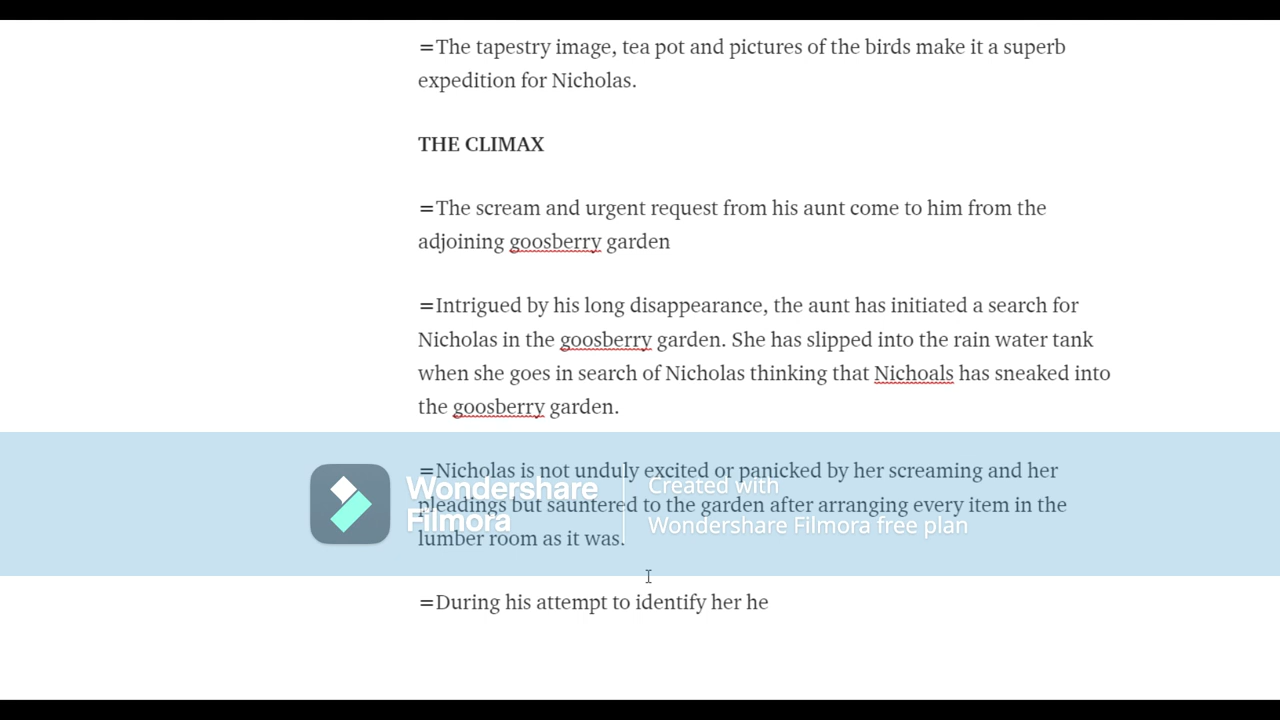 =The tapestry image, tea pot and pictures of the birds make it a superb
expedition for Nicholas.
THE CLIMAX
=The scream and urgent request from his aunt come to him from the
adjoining goosberry garden
=Intrigued by his long disappearance, the aunt has initiated a search for
Nicholas in the goosberry garden. She has slipped into the rain water tank
when she goes in search of Nicholas thinking that Nichoals has sneaked into
the goosberry garden.
=Nicholas is not unduly excited or panicked by her screaming and her
pleadings but sauntered to the garden after arranging every item in the
lumber room as it was.
Wondershare
Filmora
Created with
Wondershare Filmora free plan
=During his attempt to identify her he